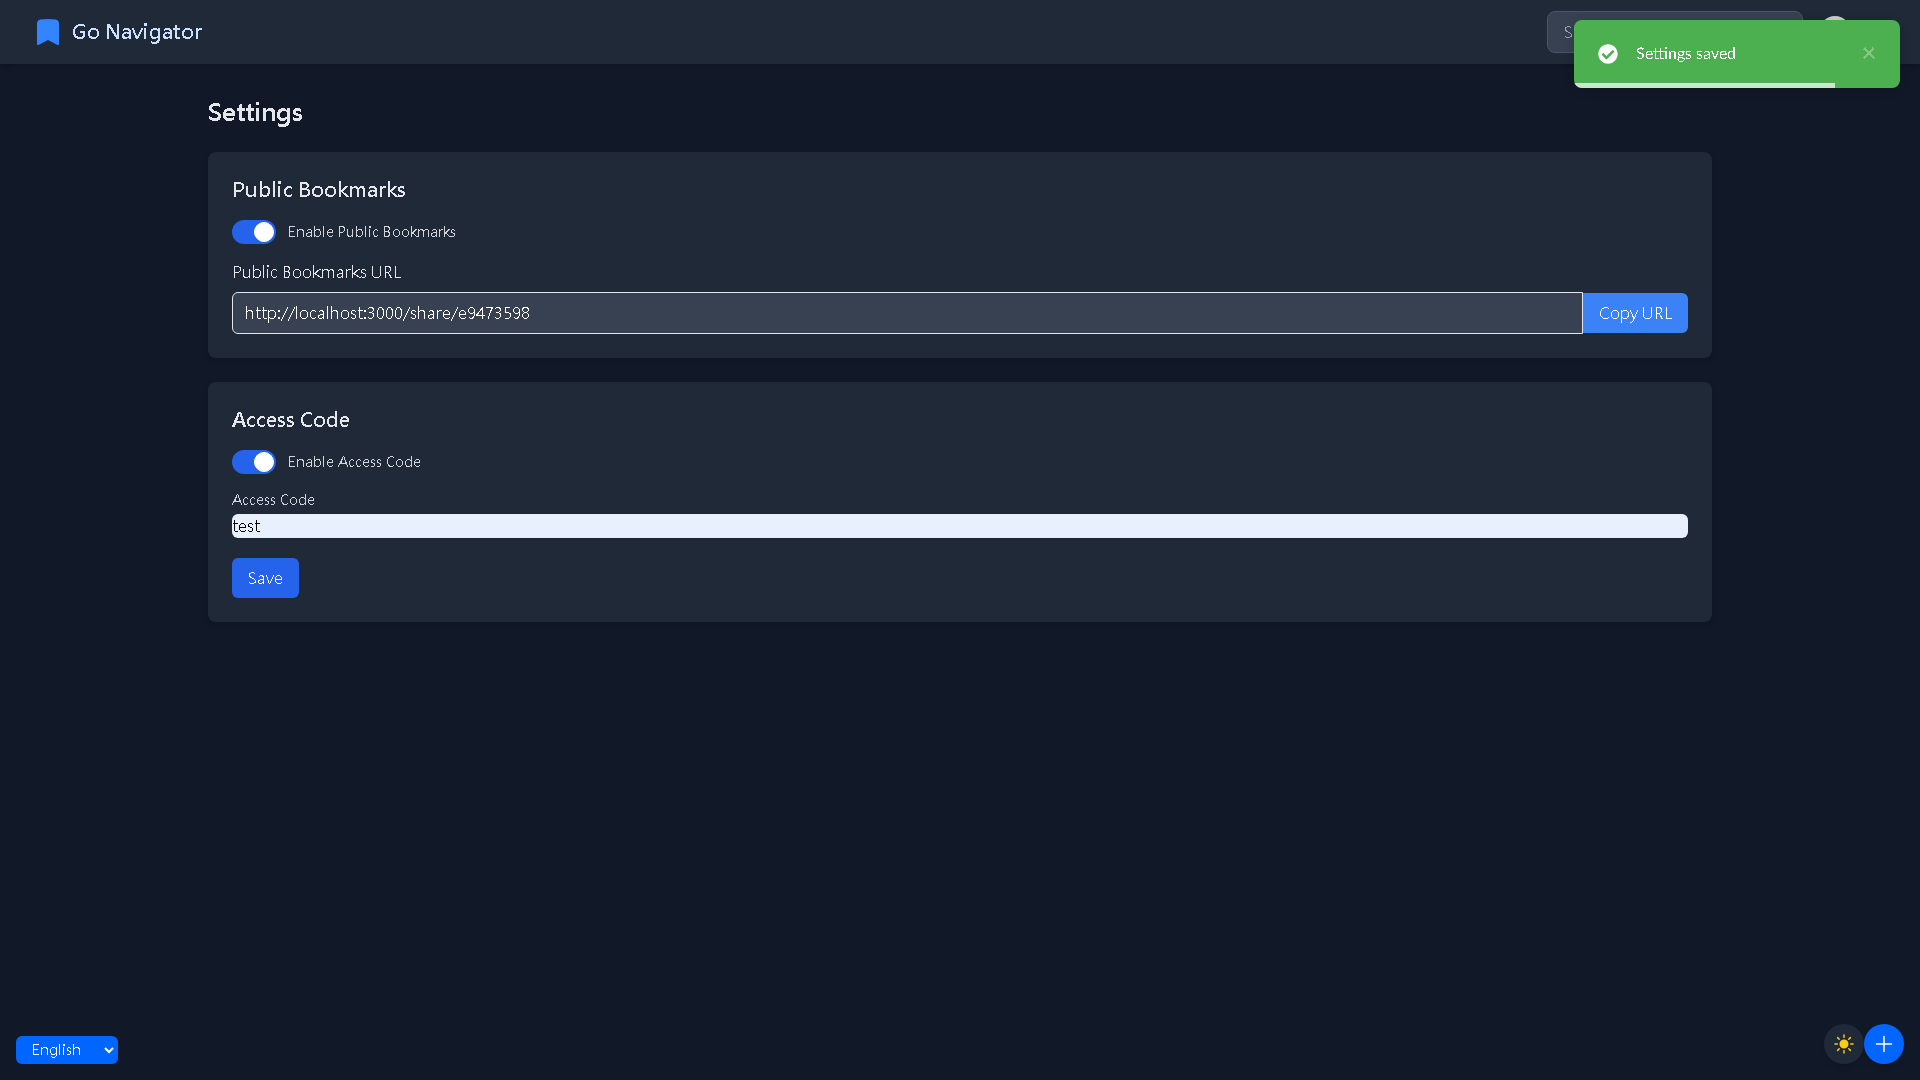 Go Navigator
Settings saved
Settings
Public Bookmarks
Enable Public Bookmarks
Public Bookmarks URL
http://localhost:3000/share/e9473598
Copy URL
Access Code
Enable Access Code
Access Code
test
Save
English